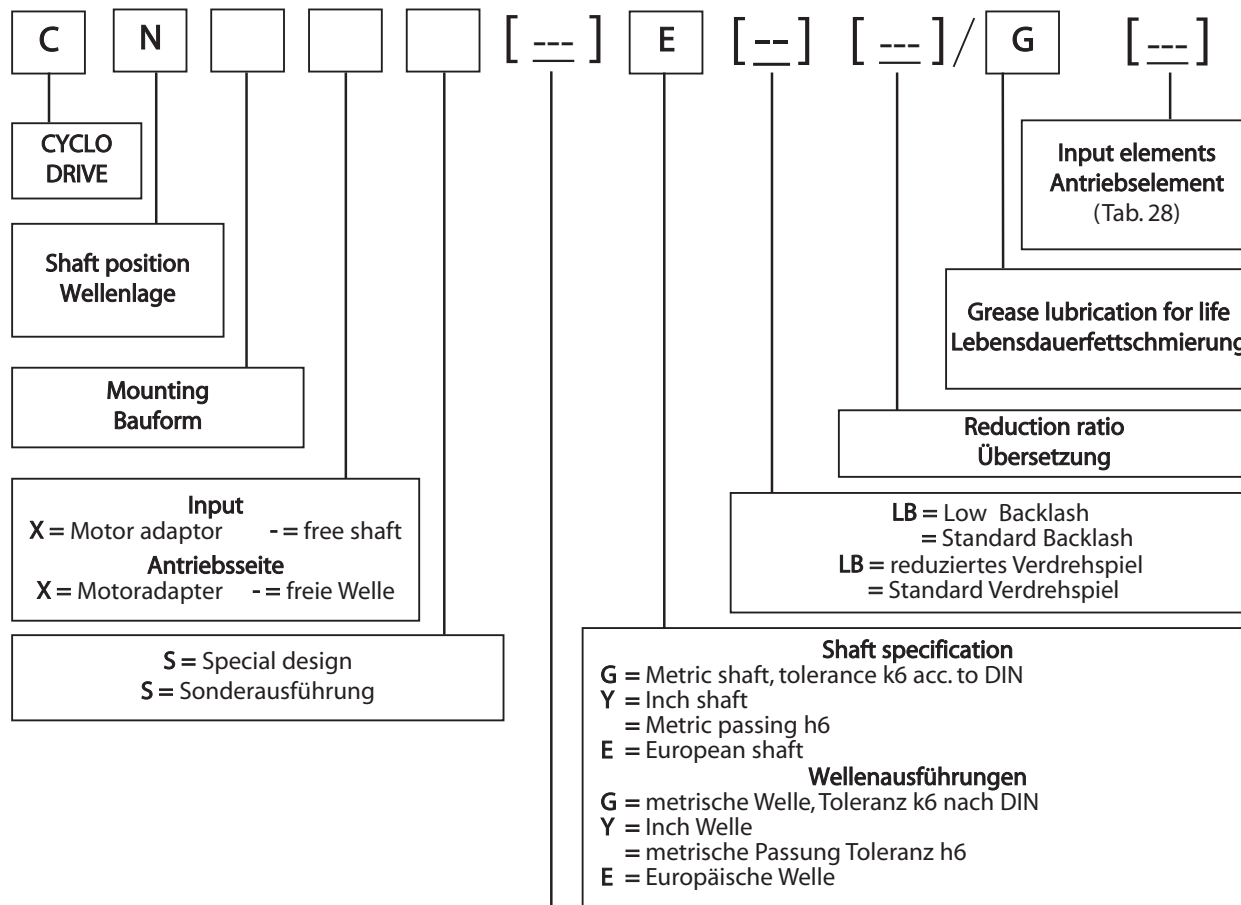 C N [ --- ] E [ -- ] [ --- ] / G [ --- ]
CYCLO
DRIVE
Input elements
Antriebselement
(Tab. 28)
Shaft position
Wellenlage
Grease lubrication for life
Lebensdauerfettschmierung
Mounting
Bauform
Reduction ratio
Übersetzung
Input
X = Motor adaptor - = free shaft
Antriebsseite
X = Motoradapter - = freie Welle
LB = Low Backlash
= Standard Backlash
LB = reduziertes Verdrehspiel
= Standard Verdrehspiel
S = Special design
S = Sonderausführung
Shaft specification
G = Metric shaft, tolerance k6 acc. to DIN
Y = Inch shaft
= Metric passing h6
E = European shaft
Wellenausführungen
G = metrische Welle, Toleranz k6 nach DIN
Y = Inch Welle
= metrische Passung Toleranz h6
E = Europäische Welle